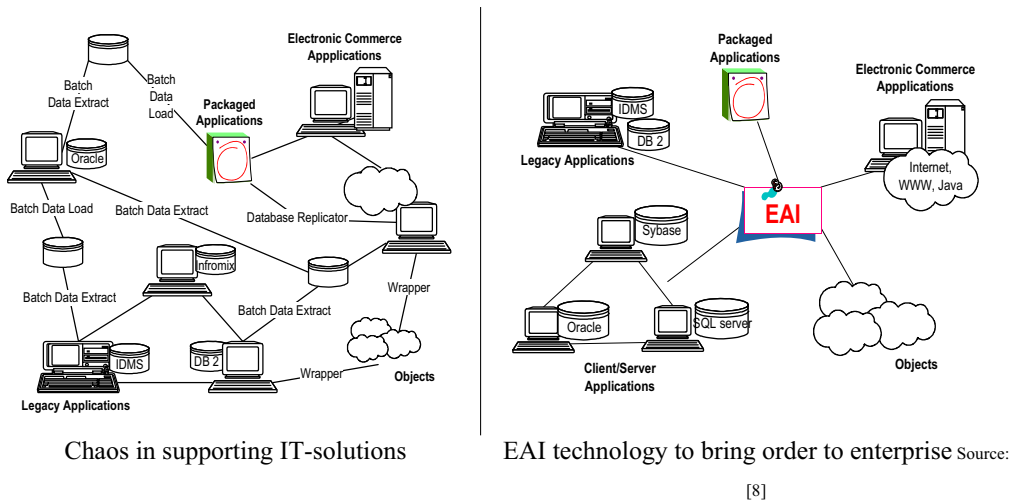 Electronic Commerce
Appplications
Batch
Data Extract
Batch
Data
Load
Packaged
Applications
Oracle
Batch Data Load
Batch Data Extract
Database Replicator
Infromix
Batch Data Extract
Batch Data Extract
Wrapper
IDMS
DB 2
Wrapper
Objects
Legacy Applications
Chaos in supporting IT-solutions
Packaged
Applications
Electronic Commerce
Appplications
IDMS
DB 2
Legacy Applications
Internet,
WWW, Java
EAI
Sybase
Oracle
SQL server
Client/Server
Applications
Objects
EAI technology to bring order to enterprise Source:
[8]